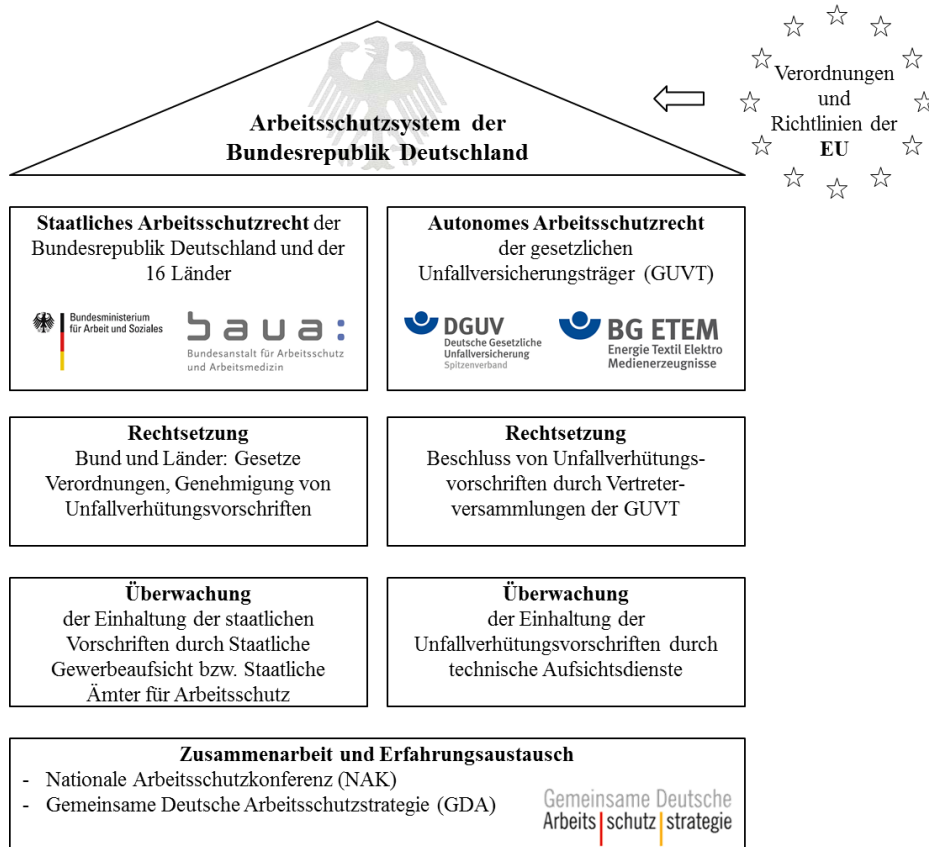 Arbeitsschutzsystem der
Bundesrepublik Deutschland
Verordnungen
und
Richtlinien der
EU
Staatliches Arbeitsschutzrecht der
Bundesrepublik Deutschland und der
16 Länder
Bundesministerium
für Arbeit und Soziales
baua:
Bundesanstalt für Arbeitsschutz
und Arbeitsmedizin
Autonomes Arbeitsschutzrecht
der gesetzlichen
Unfallversicherungsträger (GUVT)
DGUV
Deutsche Gesetzliche
Unfallversicherung
Spitzenverband
BG ETEM
Energie Textil Elektro
Medienerzeugnisse
Rechtsetzung
Bund und Länder: Gesetze
Verordnungen, Genehmigung von
Unfallverhütungsvorschriften
Rechtsetzung
Beschluss von Unfallverhütungs-
vorschriften durch Vertreter-
versammlungen der GUVT
Überwachung
der Einhaltung der staatlichen
Vorschriften durch Staatliche
Gewerbeaufsicht bzw. Staatliche
Ämter für Arbeitsschutz
Überwachung
der Einhaltung der
Unfallverhütungsvorschriften durch
technische Aufsichtsdienste
Zusammenarbeit und Erfahrungsaustausch
- Nationale Arbeitsschutzkonferenz (NAK)
- Gemeinsame Deutsche Arbeitsschutzstrategie (GDA)
Gemeinsame Deutsche
Arbeits schutz strategie